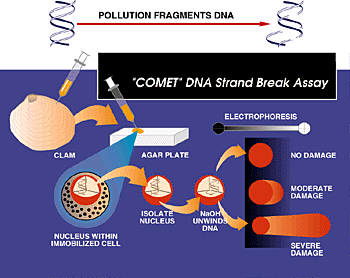 POLLUTION FRAGMENTS DNA
"COMET" DNA Strand Break Assay
ELECTROPHORESIS
CLAM
AGAR PLATE
NO DAMAGE
MODERATE
DAMAGE
ISOLATE
NUCLEUS
NaOH
UNWINDS
DNA
NUCLEUS WITHIN
IMMOBILIZED CELL
SEVERE
DAMAGE